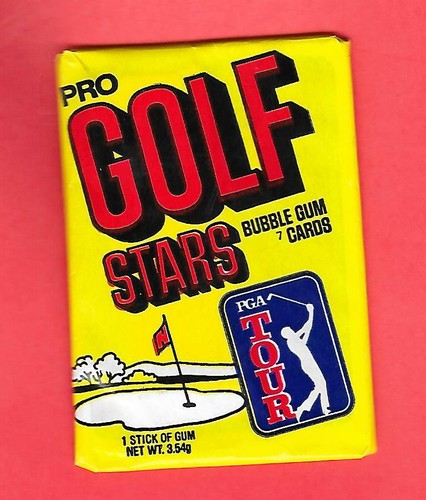 PRO
GOLF
STARS
BUBBLE GUM
7 CARDS
PGA
TOUR
1 STICK OF GUM
NET WT. 3.54g